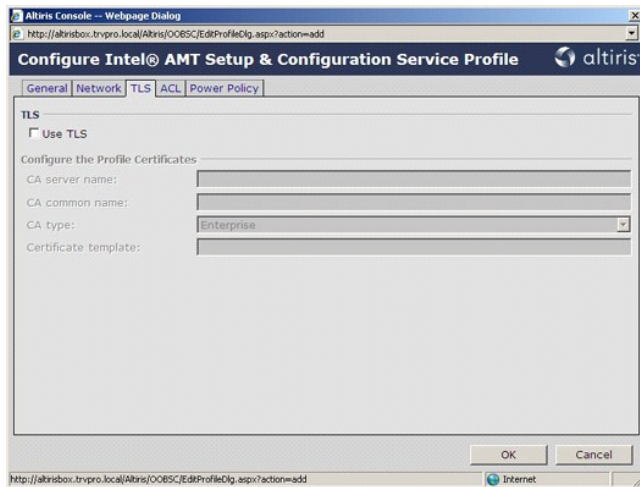 Altiris Console -- Webpage Dialog
http://altirisbox.trvpro.local/Altiris/OOBSC/EditProfileDlg.aspx?action=add
Configure Intel® AMT Setup & Configuration Service Profile altiris
General Network TLS ACL Power Policy
TLS
Use TLS
Configure the Profile Certificates
CA server name:
CA common name:
CA type: Enterprise
Certificate template:
OK Cancel
http://altirisbox.trvpro.local/Altiris/OOBSC/EditProfileDlg.aspx?action=add Internet